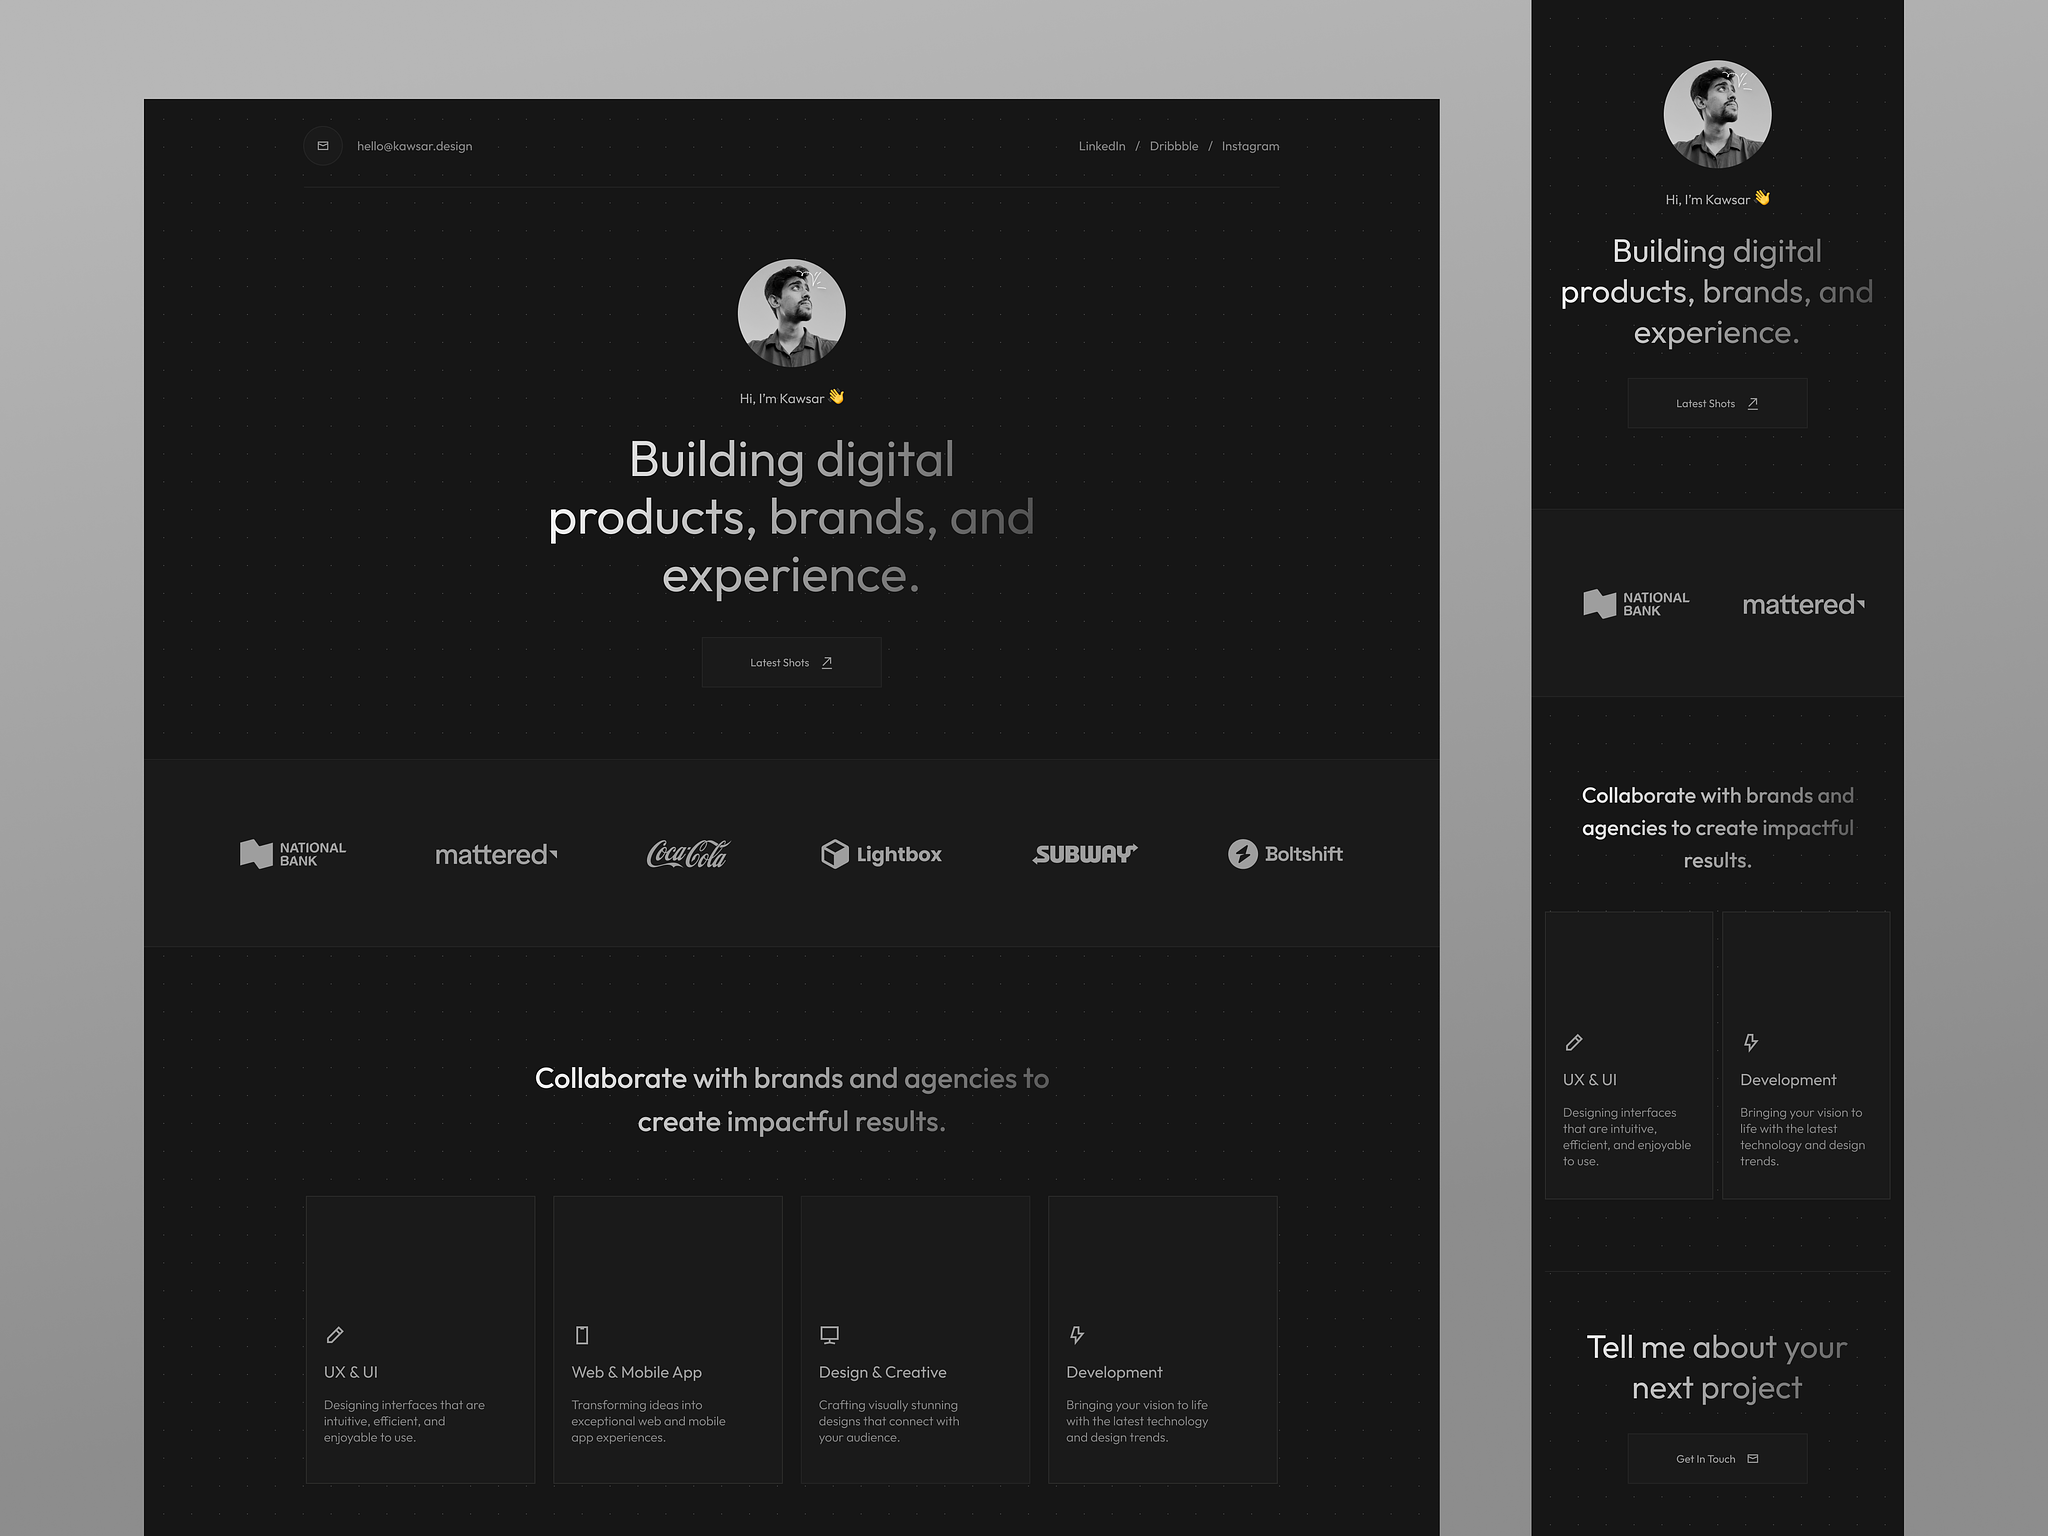 hello@kawsar.design
LinkedIn / Dribbble / Instagram
Hi, I'm Kawsar 👋
Building digital
products, brands, and
experience.
Latest Shots
NATIONAL
BANK
mattered
Coca-Cola
Lightbox
SUBWAY
Boltshift
Collaborate with brands and agencies to
create impactful results.
UX & UI
Designing interfaces that are
intuitive, efficient, and
enjoyable to use.
Web & Mobile App
Transforming ideas into
exceptional web and mobile
app experiences.
Design & Creative
Crafting visually stunning
designs that connect with
your audience.
Development
Bringing your vision to life
with the latest technology
and design trends.
Hi, I'm Kawsar 👋
Building digital
products, brands, and
experience.
Latest Shots
NATIONAL
BANK
mattered
Collaborate with brands and
agencies to create impactful
results.
UX & UI
Designing interfaces
that are intuitive,
efficient, and enjoyable
to use.
Development
Bringing your vision to
life with the latest
technology and design
trends.
Tell me about your
next project
Get In Touch